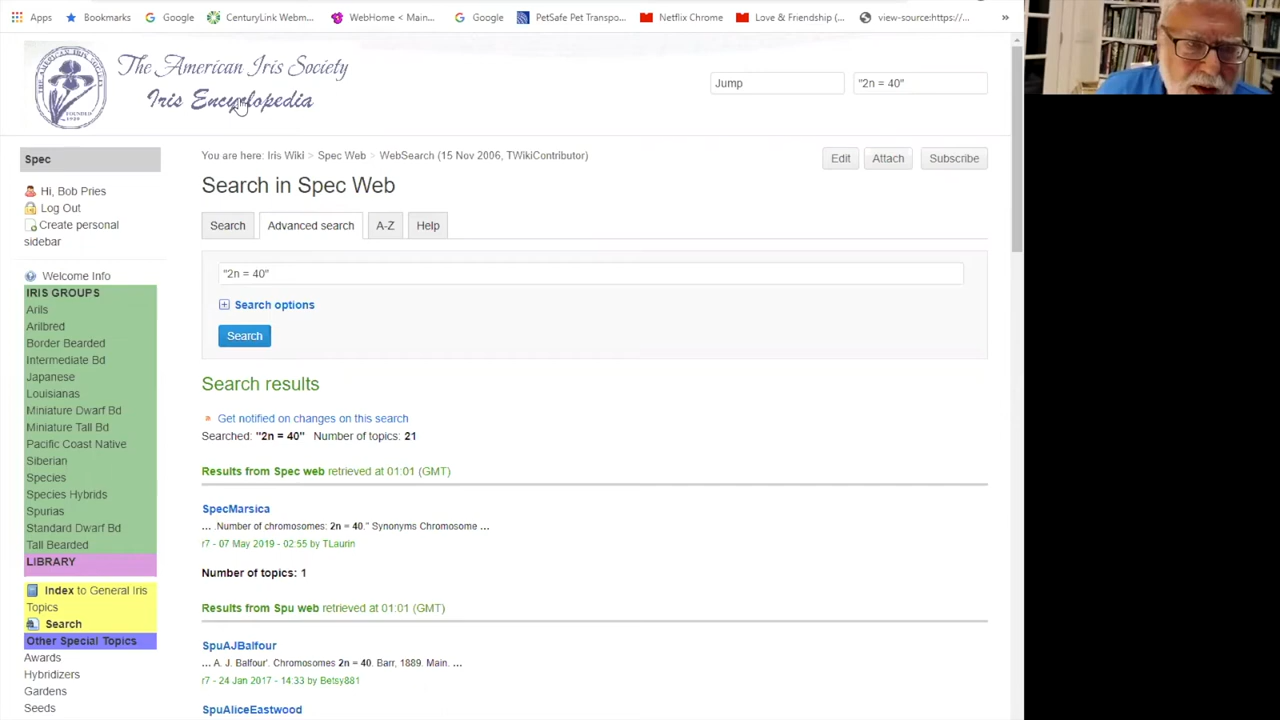 Apps Bookmarks Google CenturyLink Webm... WebHome < Main... Google PetSafe Pet Transpo... Netflix Chrome Love & Friendship (... view-source:https://... »
The American Iris Society
Iris Encyclopedia
Jump "2n = 40"
Spec
Hi, Bob Pries
Log Out
Create personal
sidebar
Welcome Info
IRIS GROUPS
Arils
Arilbred
Border Bearded
Intermediate Bd
Japanese
Louisianas
Miniature Dwarf Bd
Miniature Tall Bd
Pacific Coast Native
Siberian
Species
Species Hybrids
Spurias
Standard Dwarf Bd
Tall Bearded
LIBRARY
Index to General Iris
Topics
Search
Other Special Topics
Awards
Hybridizers
Gardens
Seeds
You are here: Iris Wiki > Spec Web > WebSearch (15 Nov 2006, TWikiContributor)
Edit Attach Subscribe
Search in Spec Web
Search Advanced search A-Z Help
"2n = 40"
Search options
Search
Search results
Get notified on changes on this search
Searched: "2n = 40" Number of topics: 21
Results from Spec web retrieved at 01:01 (GMT)
SpecMarsica
... .Number of chromosomes: 2n = 40." Synonyms Chromosome ...
r7 - 07 May 2019 - 02:55 by TLaurin
Number of topics: 1
Results from Spu web retrieved at 01:01 (GMT)
SpuAJBalfour
... A. J. Balfour'. Chromosomes 2n = 40. Barr, 1889. Main. ...
r7 - 24 Jan 2017 - 14:33 by Betsy881
SpuAliceEastwood